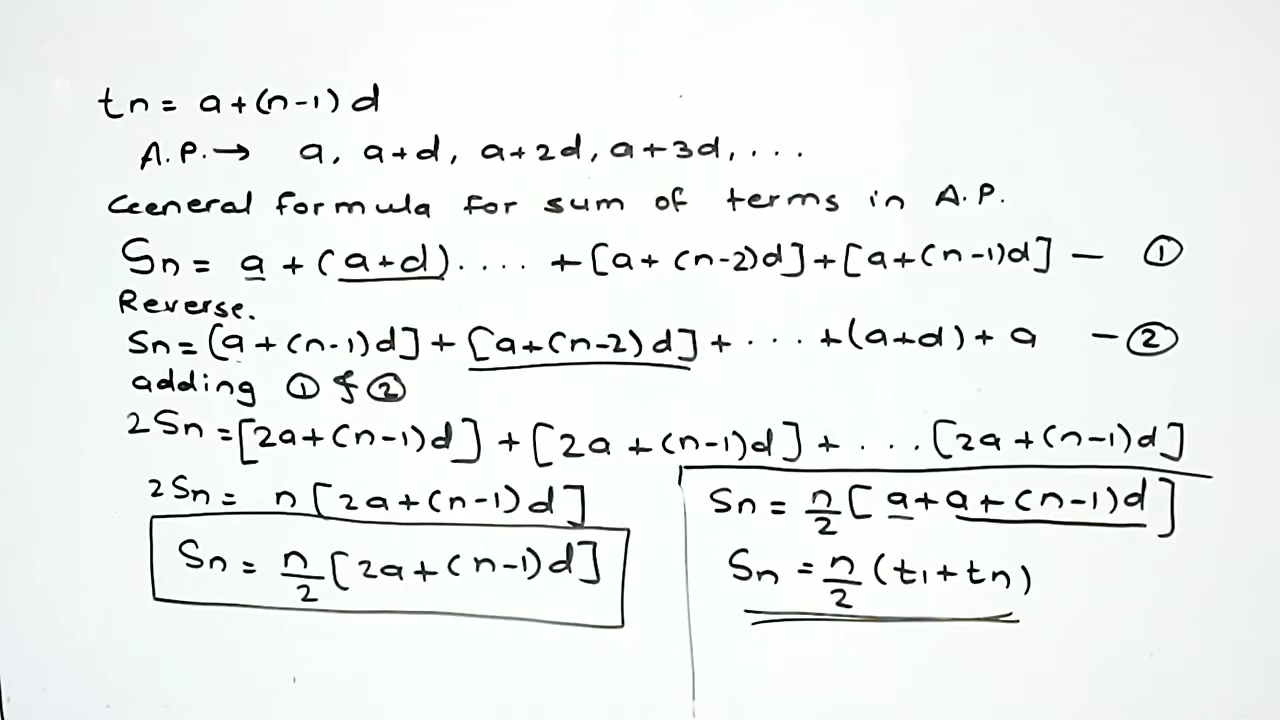 tn = a+(n-1)d
A.P.→ a, a+d, a+2d, a+3d, ...
General formula for sum of terms in A.P.
Sn = a + (a+d).... + [a+(n-2)d]+[a+(n-1)d] — ①
Reverse.
Sn = [a+(n-1)d] + [a+(n-2)d] + ... +(a+d) + a — ②
adding ① & ②
2Sn = [2a+(n-1)d] + [2a+(n-1)d] + ... [2a+(n-1)d]
2Sn = n[2a+(n-1)d]
Sn = n/2 [2a+(n-1)d]
Sn = n/2 [a+a+(n-1)d]
Sn = n/2 (t1+tn)